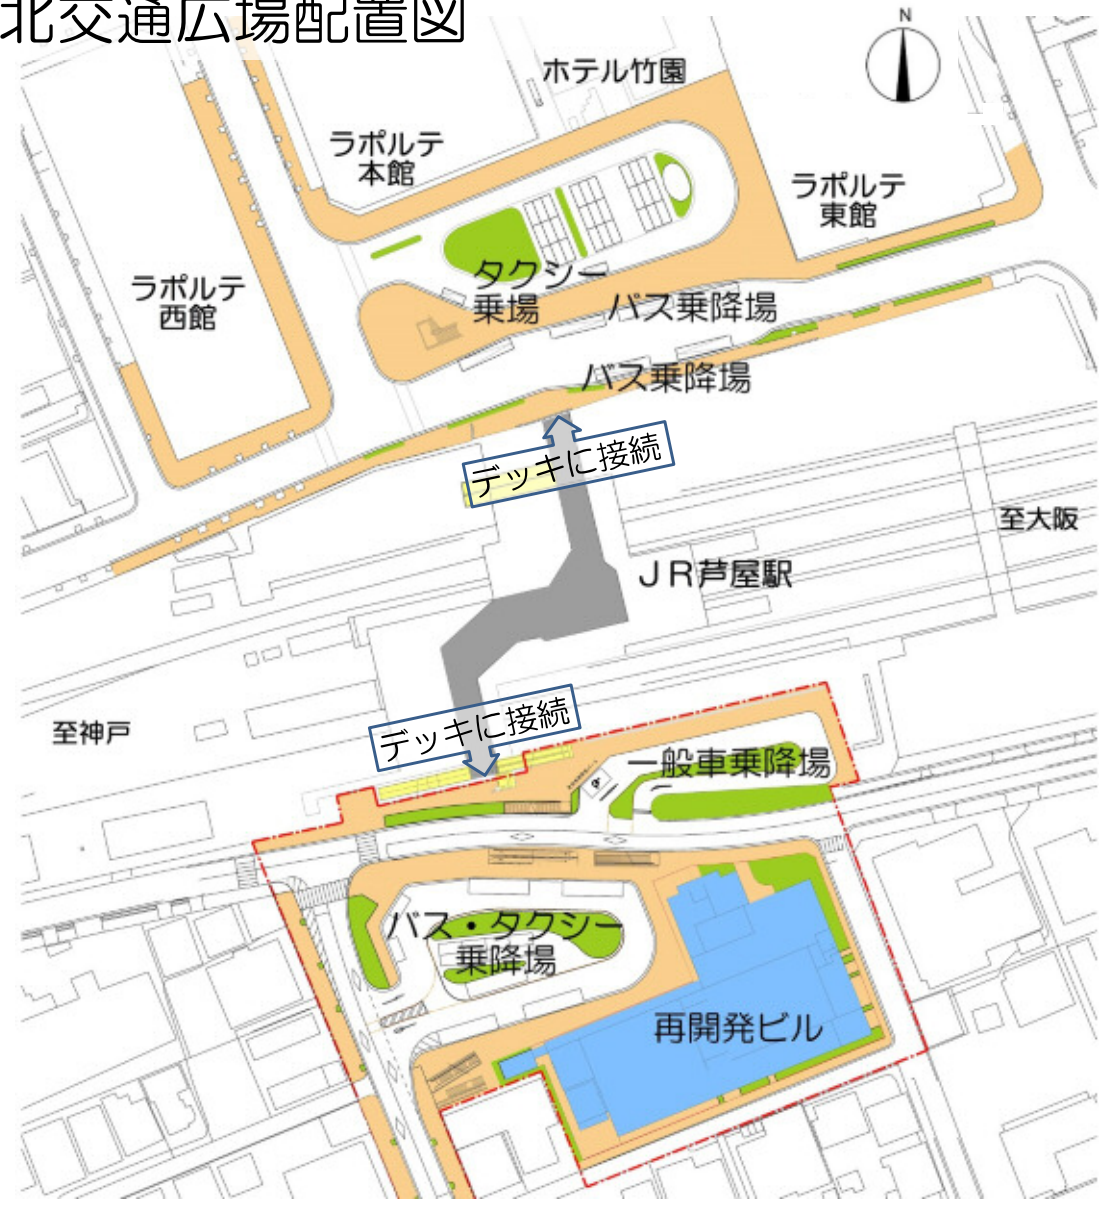 北交通広場配置図
N
ホテル竹園
ラポルテ
本館
ラポルテ
東館
タクシー
乗場
ラポルテ
西館
バス乗降場
バス乗降場
デッキに接続
至大阪
JR芦屋駅
デッキに接続
至神戸
一般車乗降場
バス・タクシー
乗降場
再開発ビル